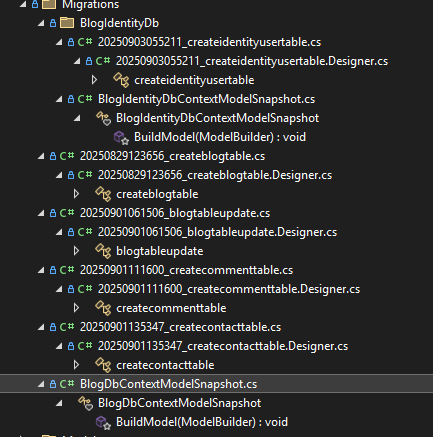 Migrations
BlogIdentityDb
C# 20250903055211_createidentityusertable.cs
C# 20250903055211_createidentityusertable.Designer.cs
createidentityusertable
C# BlogIdentityDbContextModelSnapshot.cs
BlogIdentityDbContextModelSnapshot
BuildModel(ModelBuilder) : void
C# 20250829123656_createblogtable.cs
C# 20250829123656_createblogtable.Designer.cs
createblogtable
C# 20250901061506_blogtableupdate.cs
C# 20250901061506_blogtableupdate.Designer.cs
blogtableupdate
C# 20250901111600_createcommenttable.cs
C# 20250901111600_createcommenttable.Designer.cs
createcommenttable
C# 20250901135347_createcontacttable.cs
C# 20250901135347_createcontacttable.Designer.cs
createcontacttable
C# BlogDbContextModelSnapshot.cs
BlogDbContextModelSnapshot
BuildModel(ModelBuilder) : void